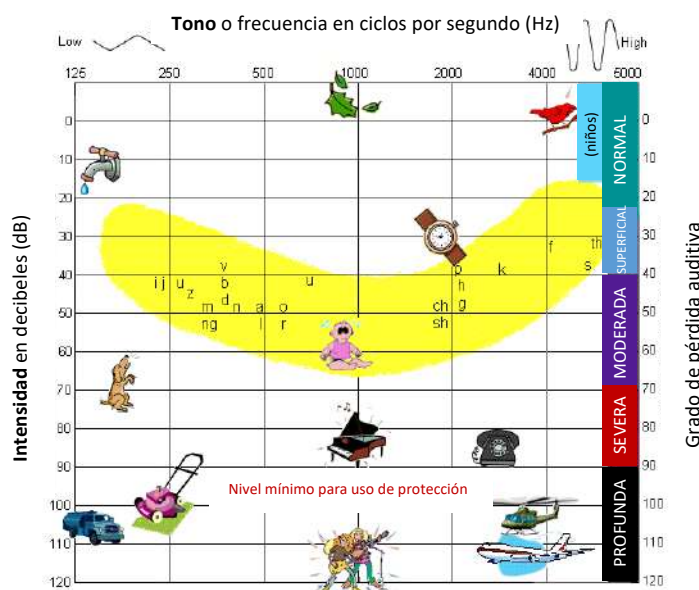 Tono o frecuencia en ciclos por segundo (Hz)
Low
High
125 250 500 1000 2000 4000 5000
Intensidad en decibeles (dB)
0
10
20
30
40
50
60
70
80
90
100
110
120
(niños)
NORMAL
SUPERFICIAL
MODERADA
SEVERA
PROFUNDA
0
10
20
30
40
50
60
70
80
90
100
110
120
Grado de pérdida auditiva
f th
v p k s
i j u b u h
z d g
m n a o ch
ng l r sh
Nivel mínimo para uso de protección